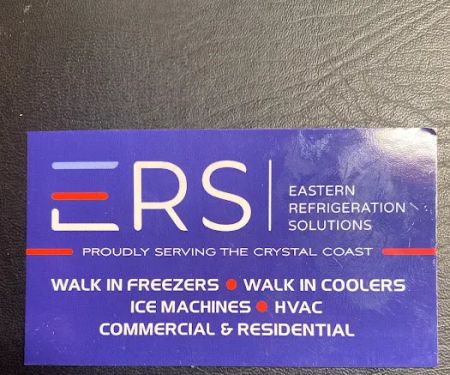 ERS
EASTERN
REFRIGERATION
SOLUTIONS
PROUDLY SERVING THE CRYSTAL COAST
WALK IN FREEZERS • WALK IN COOLERS
ICE MACHINES • HVAC
COMMERCIAL & RESIDENTIAL